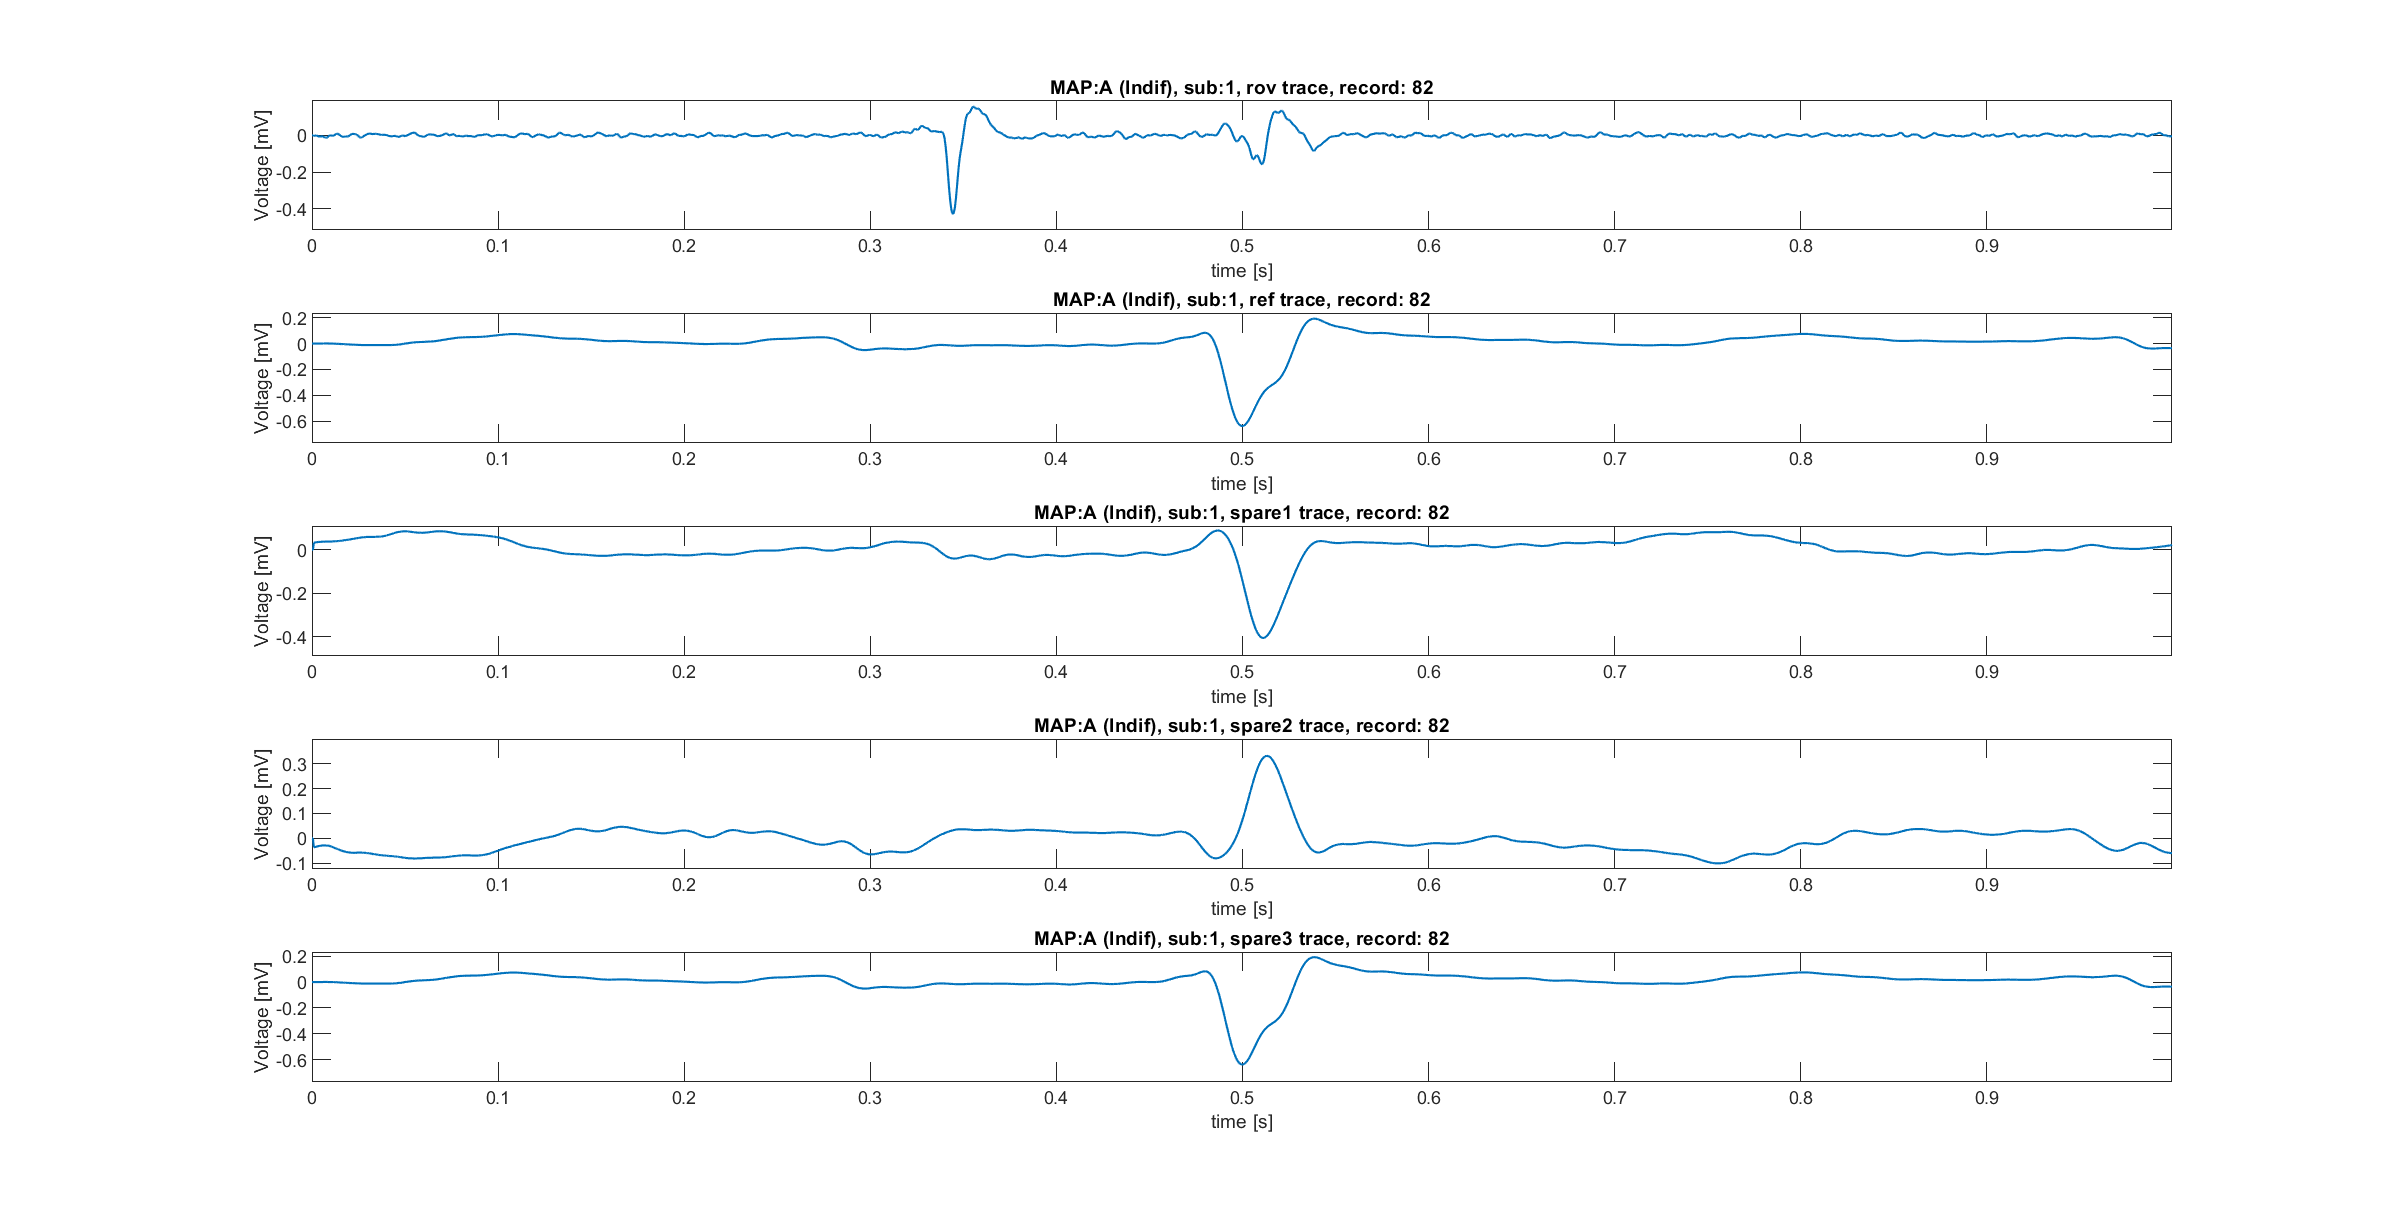 MAP:A (Indif), sub:1, rov trace, record: 82
Voltage [mV]
0
-0.2
-0.4
0 0.1 0.2 0.3 0.4 0.5 0.6 0.7 0.8 0.9
time [s]
MAP:A (Indif), sub:1, ref trace, record: 82
Voltage [mV]
0.2
0
-0.2
-0.4
-0.6
0 0.1 0.2 0.3 0.4 0.5 0.6 0.7 0.8 0.9
time [s]
MAP:A (Indif), sub:1, spare1 trace, record: 82
Voltage [mV]
0
-0.2
-0.4
0 0.1 0.2 0.3 0.4 0.5 0.6 0.7 0.8 0.9
time [s]
MAP:A (Indif), sub:1, spare2 trace, record: 82
Voltage [mV]
0.3
0.2
0.1
0
-0.1
0 0.1 0.2 0.3 0.4 0.5 0.6 0.7 0.8 0.9
time [s]
MAP:A (Indif), sub:1, spare3 trace, record: 82
Voltage [mV]
0.2
0
-0.2
-0.4
-0.6
0 0.1 0.2 0.3 0.4 0.5 0.6 0.7 0.8 0.9
time [s]